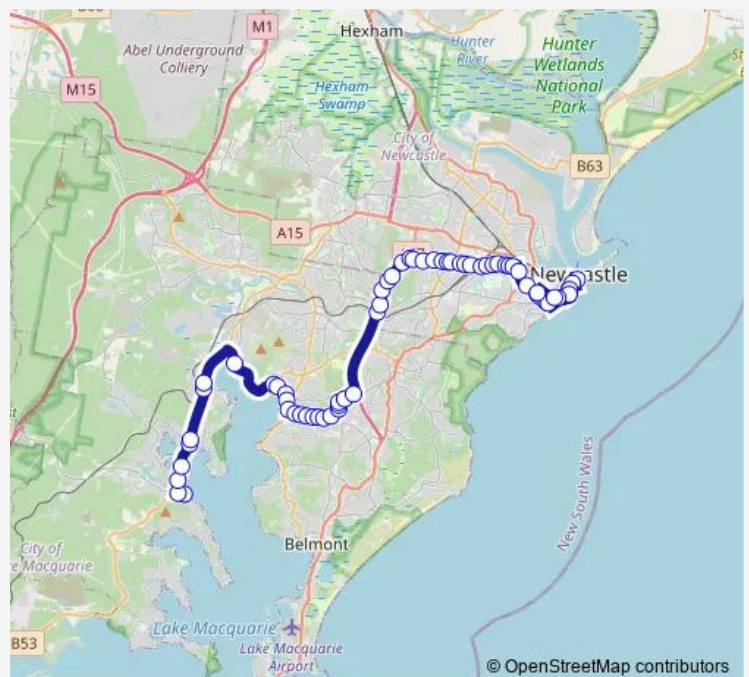 M1
Hexham
Abel Underground
Colliery
Hunter
River
Hunter
Wetlands
National
Park
M15
Hexham
Swamp
City of
Newcastle
B63
A15
Newcastle
New South Wales
Belmont
City of
Lake Macquarie
B53
Lake Macquarie
Lake Macquarie
Airport
© OpenStreetMap contributors